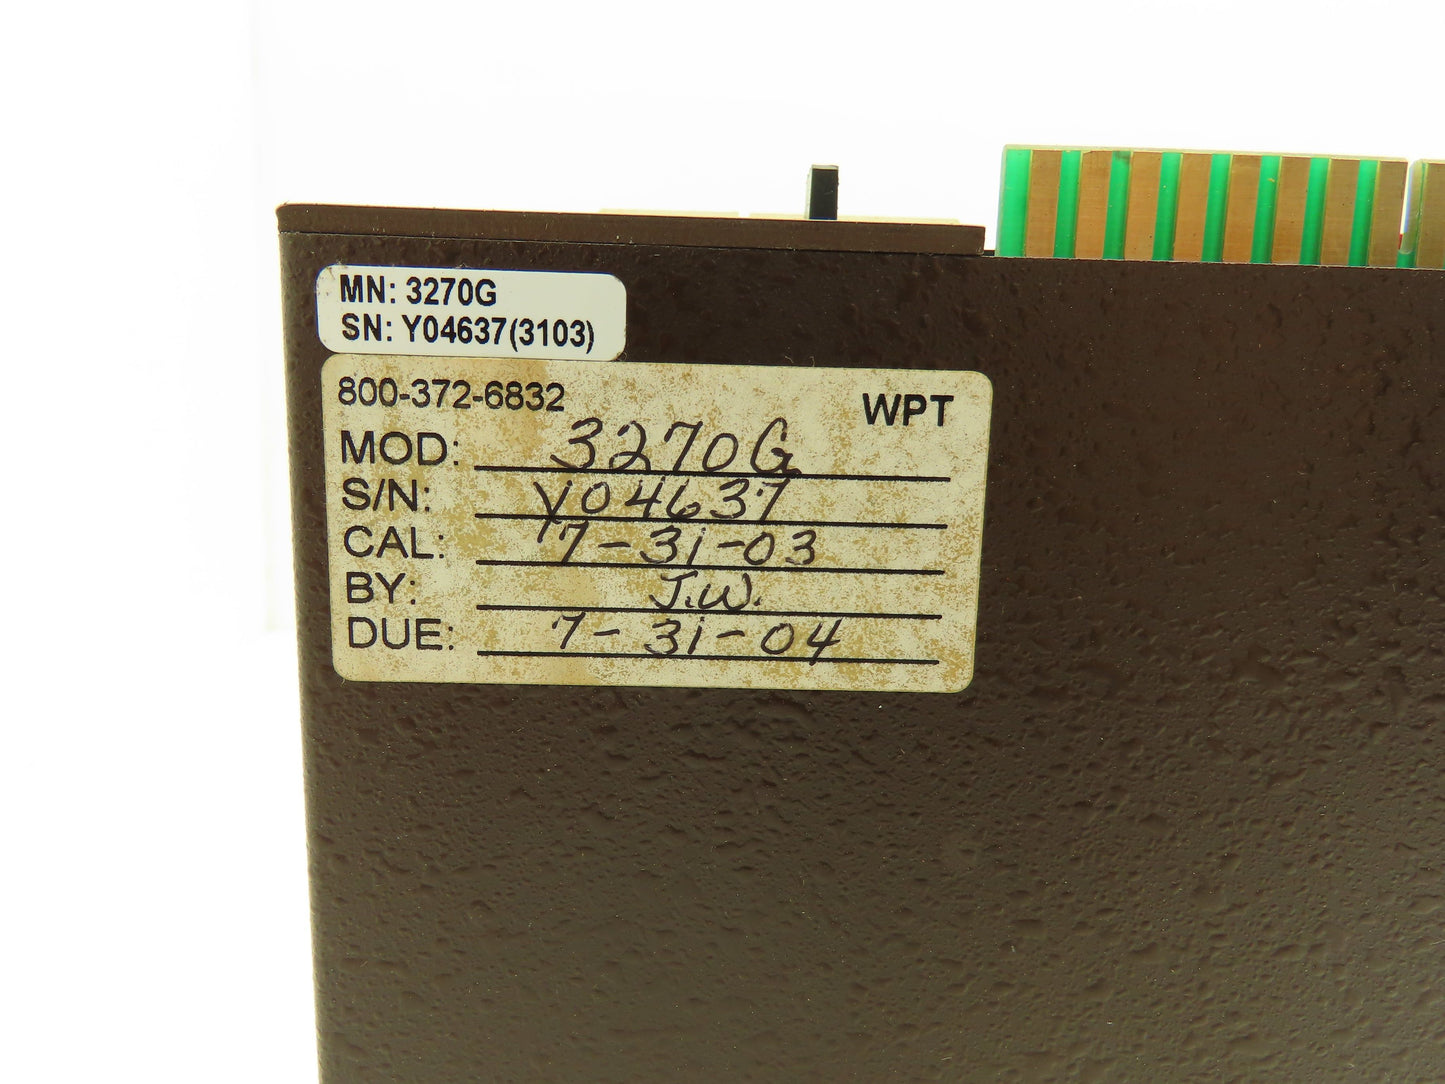 MN: 3270G
SN: Y04637(3103)
800-372-6832 WPT
MOD: 3270G
S/N: Y04637
CAL: 7-31-03
BY: J.W.
DUE: 7-31-04